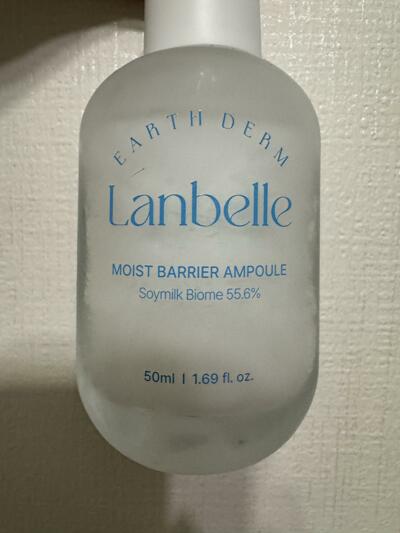 EARTH DERM
Lanbelle
MOIST BARRIER AMPOULE
Soymilk Biome 55.6%
50ml | 1.69 fl. oz.